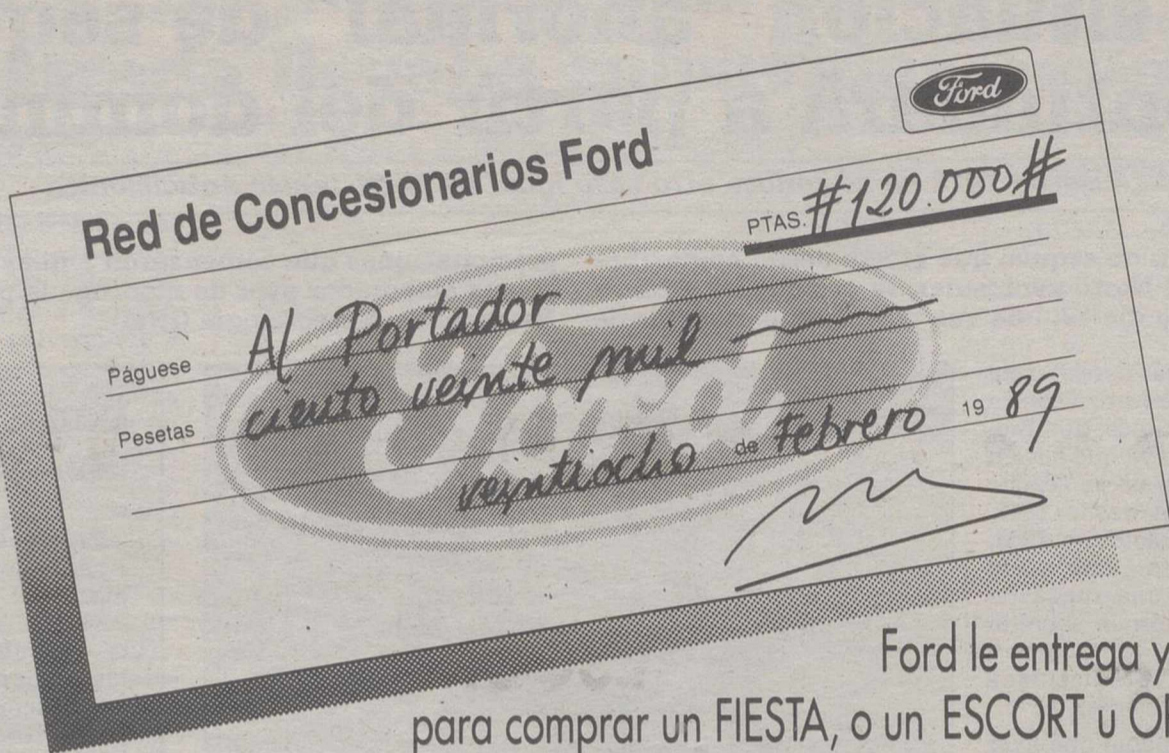 Ford
Red de Concesionarios Ford
PTAS. #120.000#
Páguese Al Portador
Pesetas ciento veinte mil
Ford
veintiocho de Febrero 19 89
Ford le entrega y
para comprar un FIESTA, o un ESCORT u O